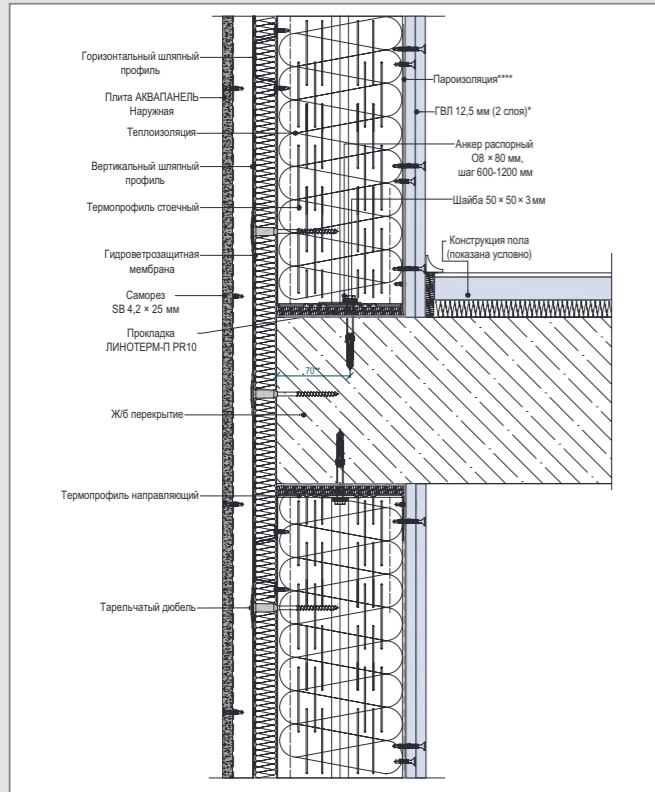 Горизонтальный шляпный
профиль
Плита АКВАПАНЕЛЬ
Наружная
Теплоизоляция
Вертикальный шляпный
профиль
Термопрофиль стоечный
Гидроветрозащитная
мембрана
Саморез
SB 4,2 × 25 мм
Прокладка
ЛИНОТЕРМ-П PR10
Ж/б перекрытие
Термопрофиль направляющий
Тарельчатый дюбель
Пароизоляция****
ГВЛ 12,5 мм (2 слоя)*
Анкер распорный
О8 × 80 мм,
шаг 600-1200 мм
Шайба 50 × 50 × 3 мм
Конструкция пола
(показана условно)
70**